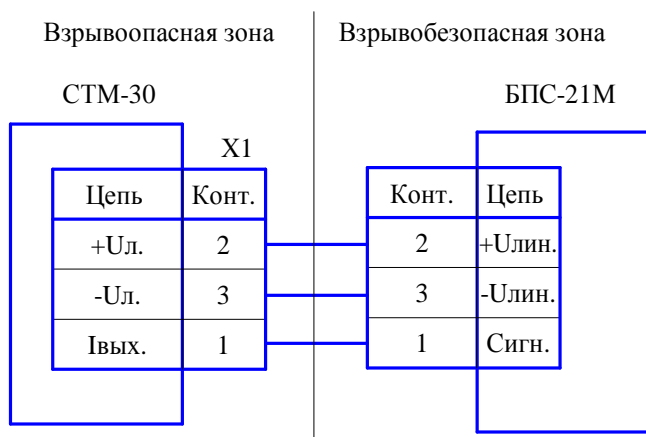 Взрывоопасная зона
Взрывобезопасная зона
СТМ-30
БПС-21М
X1
Цепь Конт.
Конт. Цепь
+Uл. 2
2 +Uлин.
-Uл. 3
3 -Uлин.
Iвых. 1
1 Сигн.